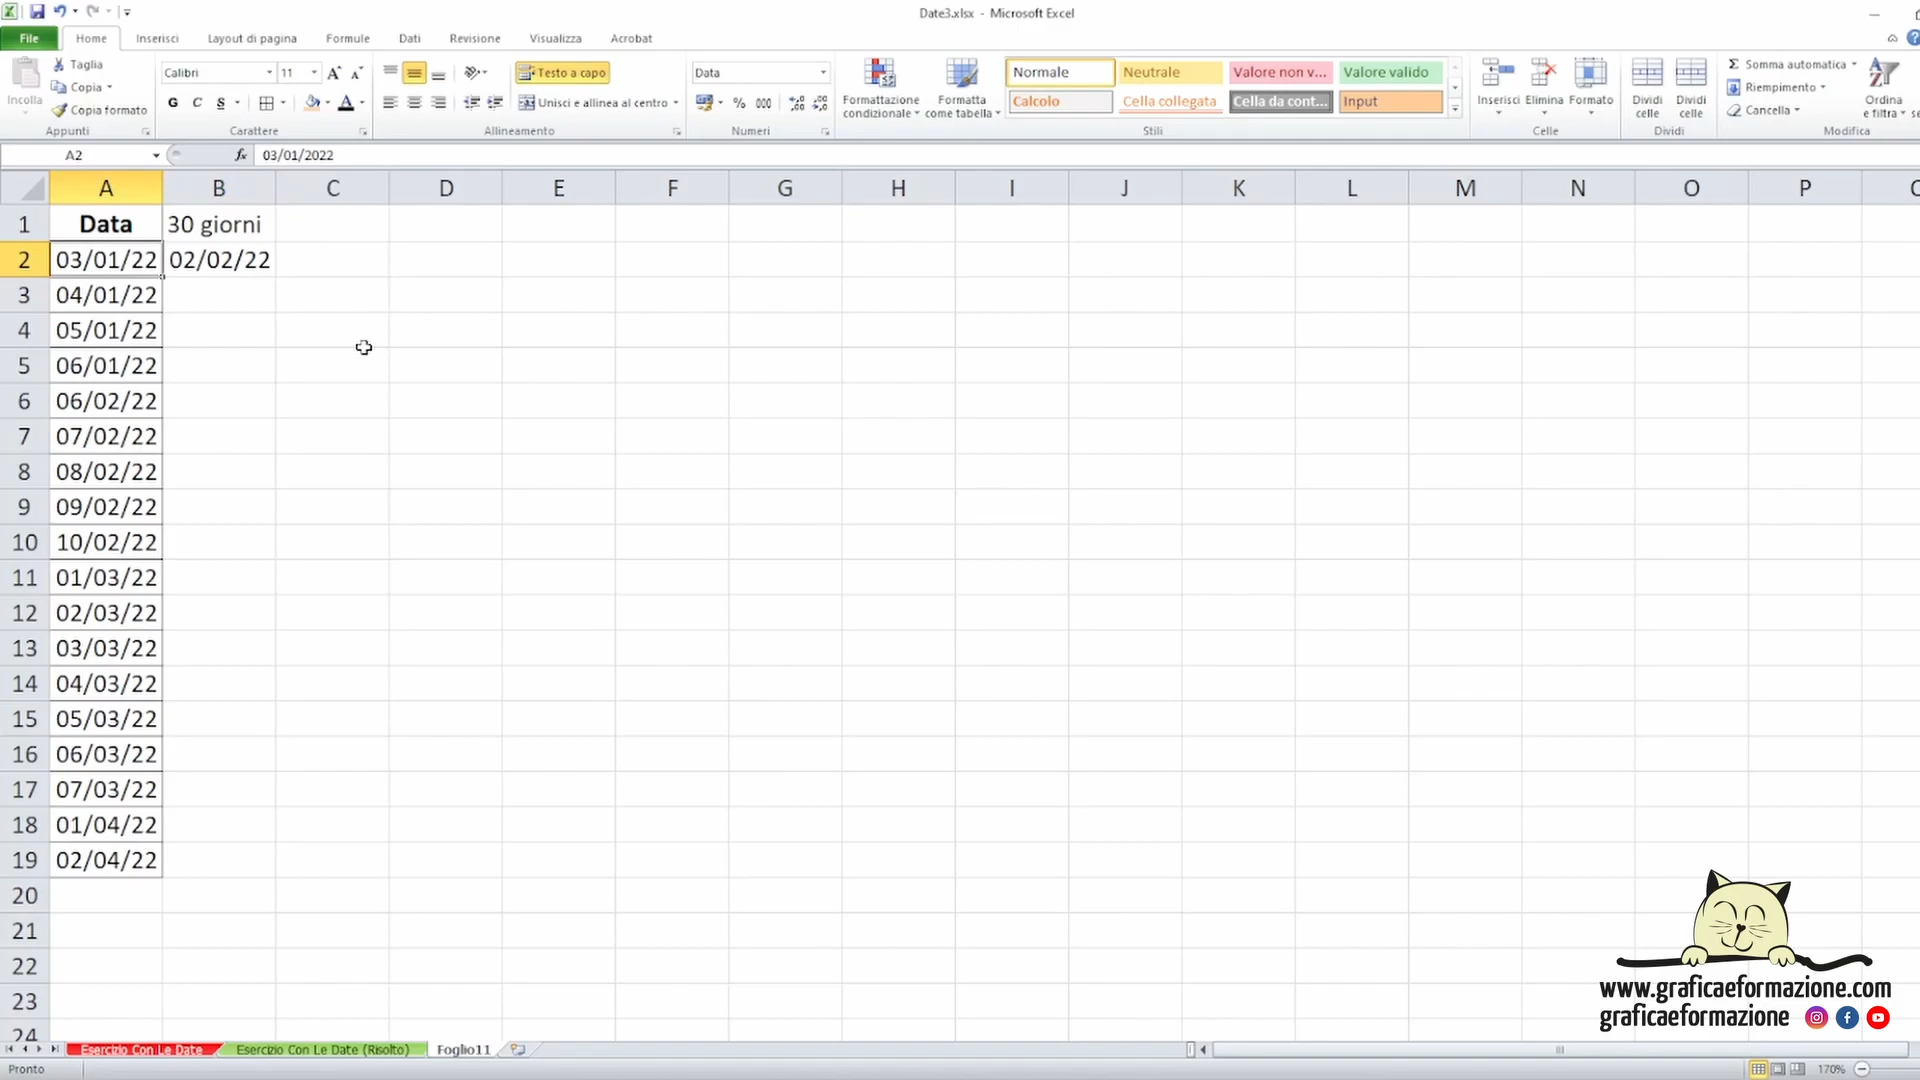 Date3.xlsx - Microsoft Excel
File Home Inserisci Layout di pagina Formule Dati Revisione Visualizza Acrobat
Incolla
Taglia
Copia
Copia formato
Appunti
Calibri 11
G C S
Carattere
Testo a capo
Unisci e allinea al centro
Allineamento
Data
% 000
Numeri
Formattazione condizionale
Formatta come tabella
Normale Neutrale Valore non v... Valore valido
Calcolo Cella collegata Cella da cont... Input
Stili
Inserisci Elimina Formato
Celle
Dividi celle Dividi celle
Dividi
Somma automatica
Riempimento
Cancella
Ordina e filtra
Modifica
A2 fx 03/01/2022
A B C D E F G H I J K L M N O P
1 Data 30 giorni
2 03/01/22 02/02/22
3 04/01/22
4 05/01/22
5 06/01/22
6 06/02/22
7 07/02/22
8 08/02/22
9 09/02/22
10 10/02/22
11 01/03/22
12 02/03/22
13 03/03/22
14 04/03/22
15 05/03/22
16 06/03/22
17 07/03/22
18 01/04/22
19 02/04/22
20
21
22
23
24
www.graficaeformazione.com
graficaeformazione
Esercizio Con Le Date Esercizio Con Le Date (Risolto) Foglio11
Pronto 170%